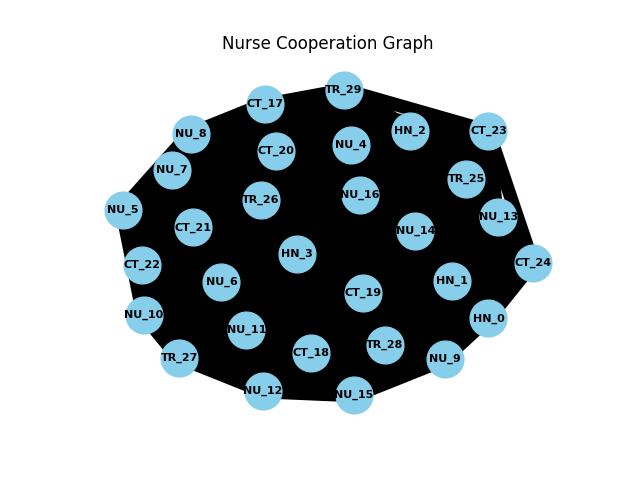 Nurse Cooperation Graph
TR_29
CT_17
HN_2
CT_23
NU_8
NU_4
CT_20
NU_7
TR_25
NU_16
TR_26
NU_5
NU_13
CT_21
NU_14
HN_3
CT_22
CT_24
NU_6
HN_1
CT_19
NU_10
HN_0
NU_11
TR_28
CT_18
TR_27
NU_9
NU_12
NU_15